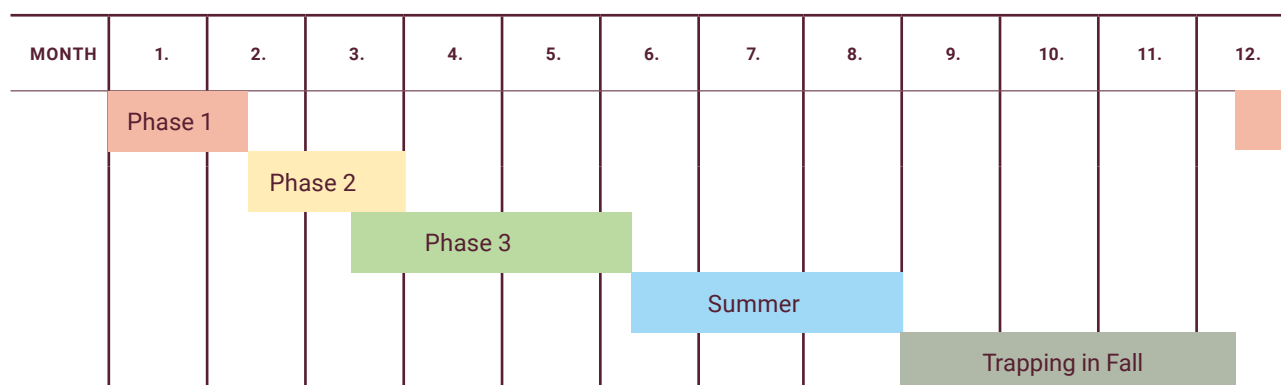 MONTH 1. 2. 3. 4. 5. 6. 7. 8. 9. 10. 11. 12.
Phase 1
Phase 2
Phase 3
Summer
Trapping in Fall